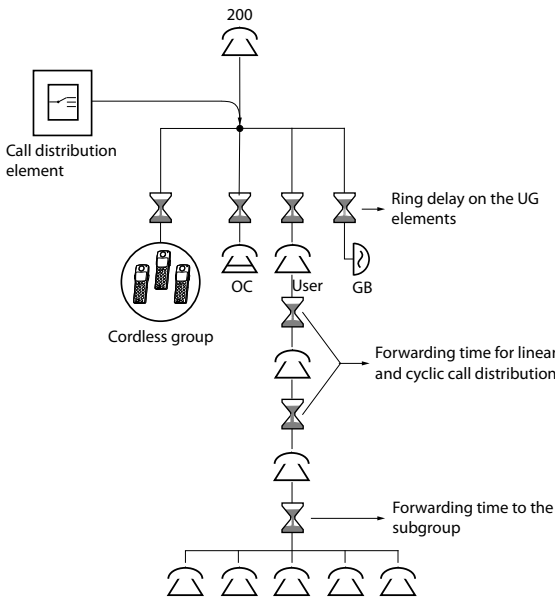 200
Call distribution
element
Ring delay on the UG
elements
OC
User
GB
Cordless group
Forwarding time for linear
and cyclic call distribution
Forwarding time to the
subgroup